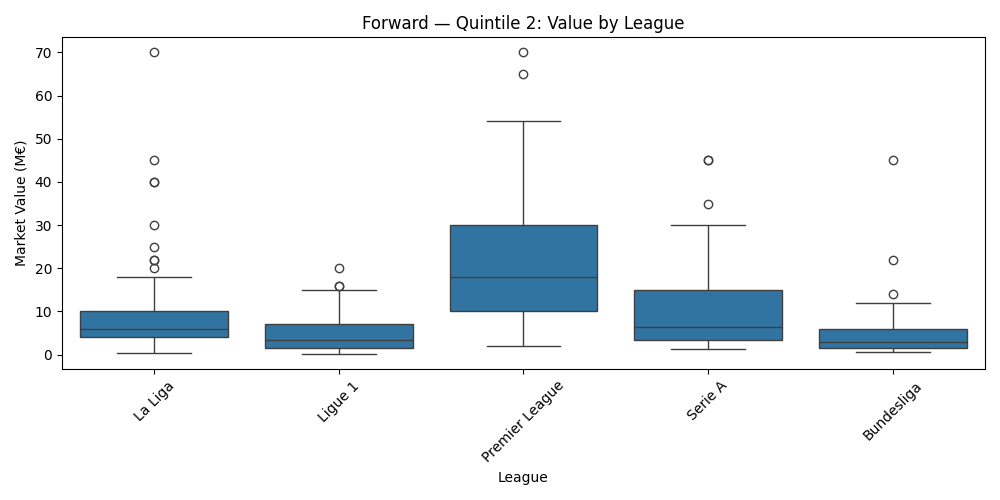 Forward — Quintile 2: Value by League
Market Value (M€)
70
60
50
40
30
20
10
0
La Liga
Ligue 1
Premier League
Serie A
Bundesliga
League